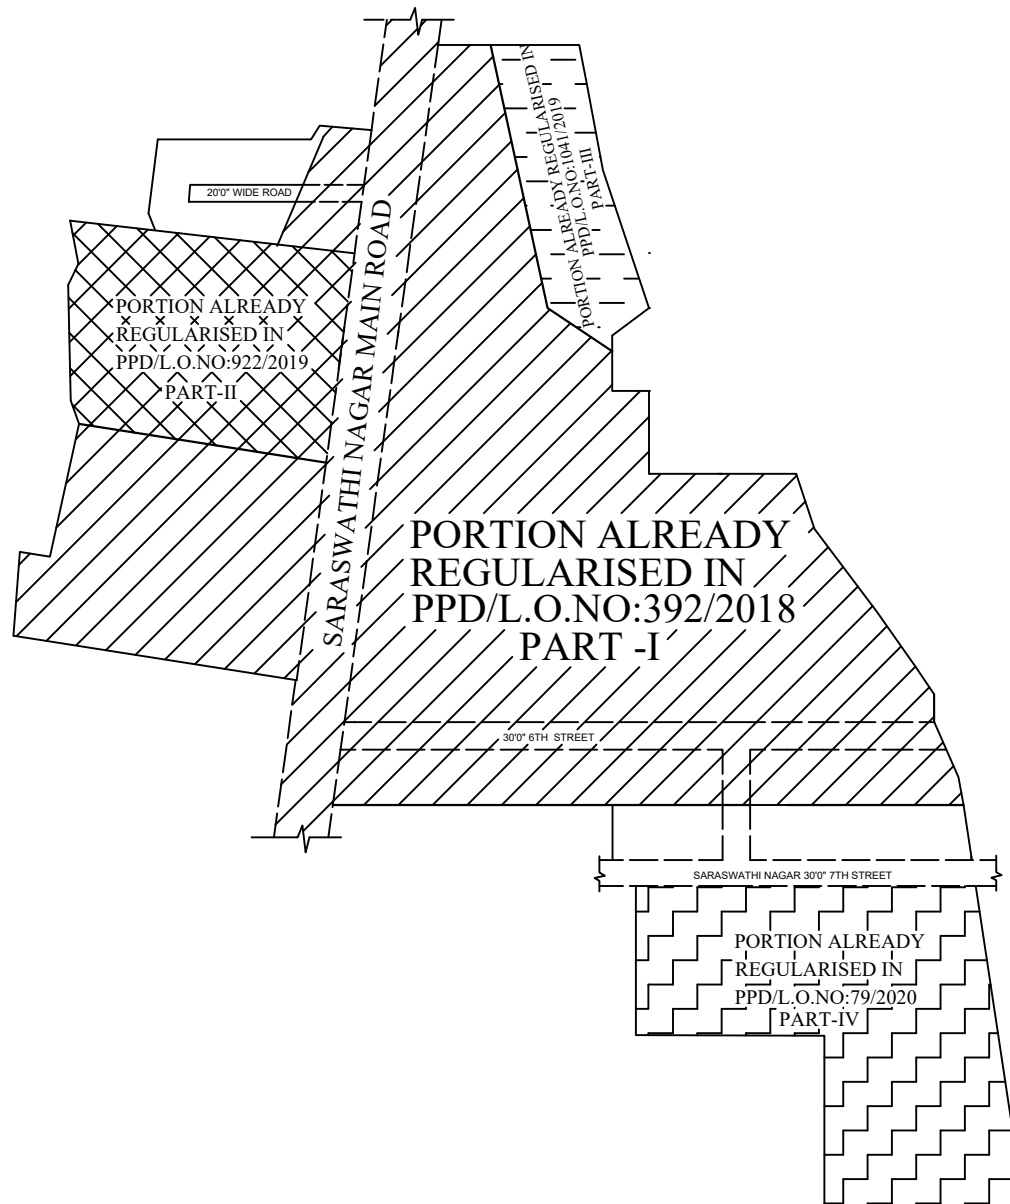 PORTION ALREADY REGULARISED IN
PPD/L.O.NO:1041/2019
PART-III
20'0" WIDE ROAD
SARASWATHI NAGAR MAIN ROAD
PORTION ALREADY
REGULARISED IN
PPD/L.O.NO:922/2019
PART-II
PORTION ALREADY
REGULARISED IN
PPD/L.O.NO:392/2018
PART -I
30'0" 6TH STREET
SARASWATHI NAGAR 30'0" 7TH STREET
PORTION ALREADY
REGULARISED IN
PPD/L.O.NO:79/2020
PART-IV